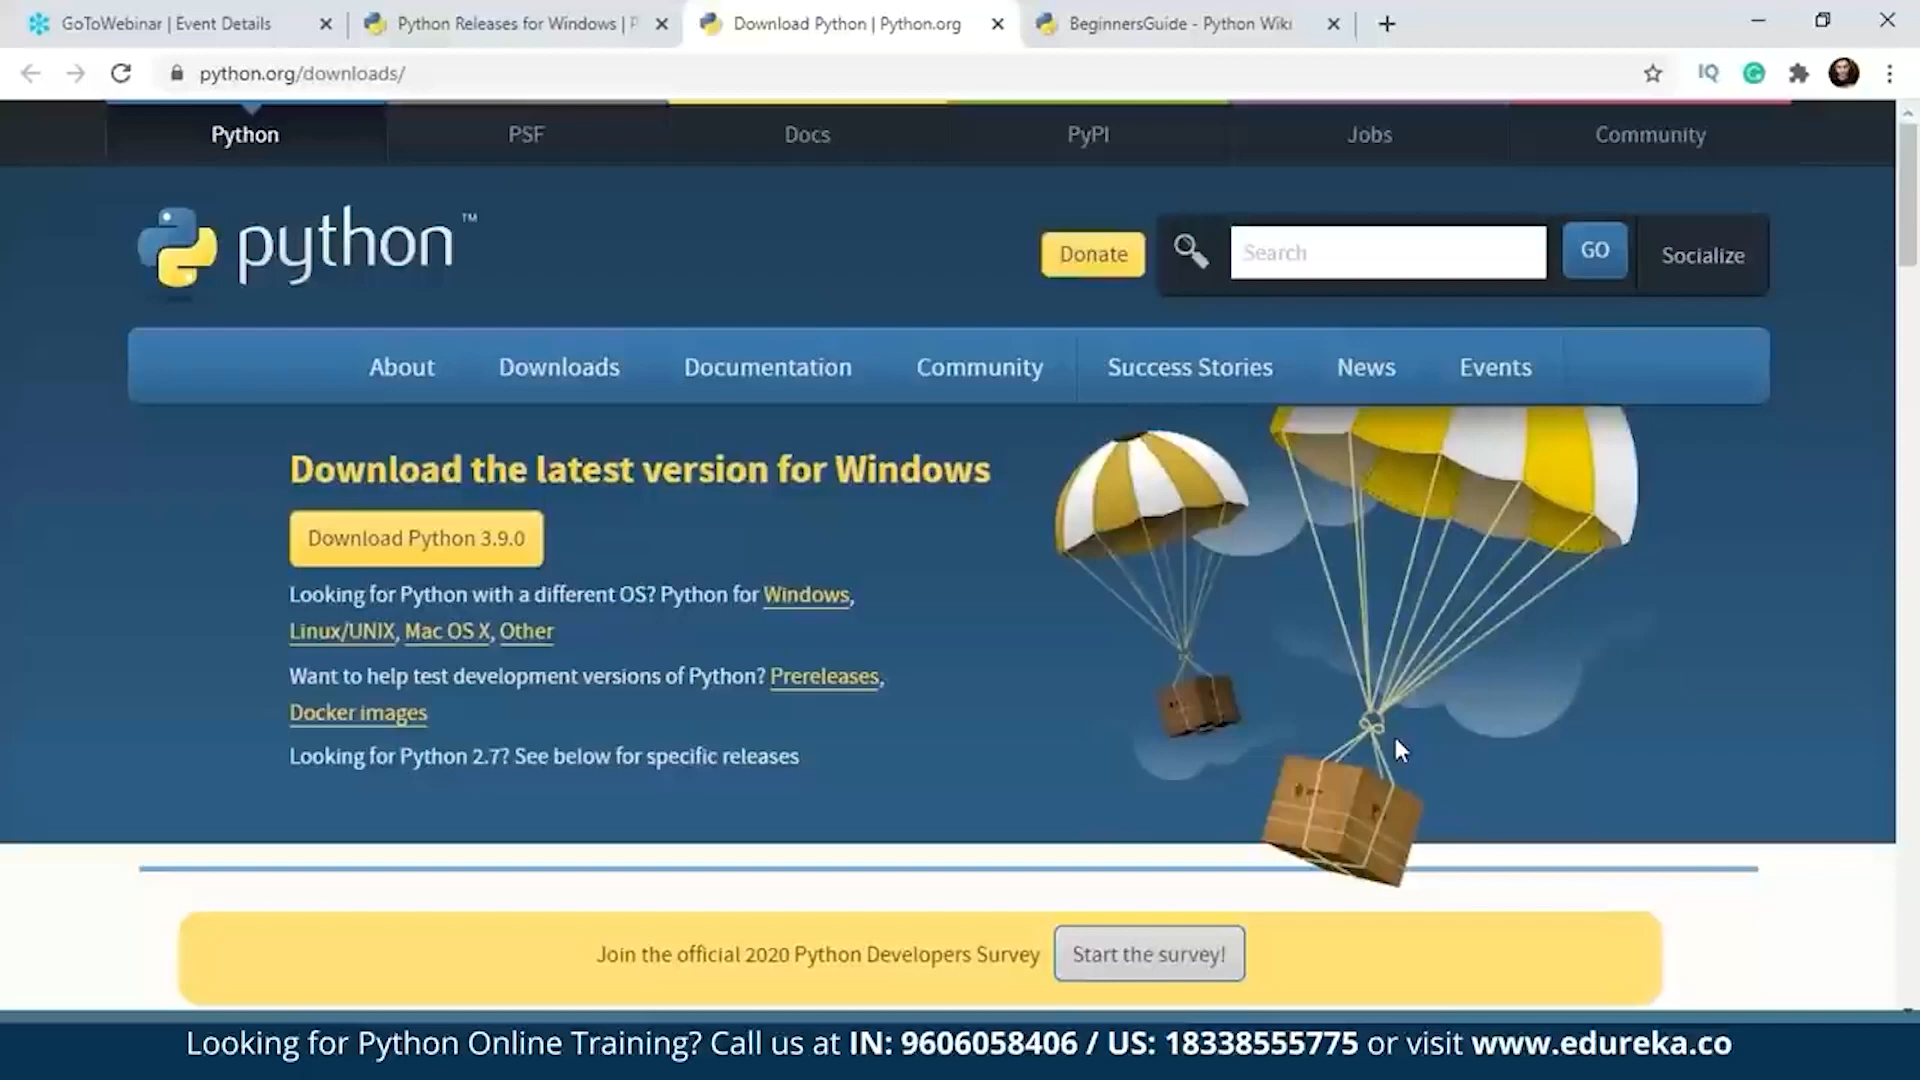 GoToWebinar | Event Details
Python Releases for Windows | P
Download Python | Python.org
BeginnersGuide - Python Wiki
python.org/downloads/
IQ
Python
PSF
Docs
PyPI
Jobs
Community
python™
Donate
Search
GO
Socialize
About
Downloads
Documentation
Community
Success Stories
News
Events
Download the latest version for Windows
Download Python 3.9.0
Looking for Python with a different OS? Python for Windows,
Linux/UNIX, Mac OS X, Other
Want to help test development versions of Python? Prereleases,
Docker images
Looking for Python 2.7? See below for specific releases
Join the official 2020 Python Developers Survey
Start the survey!
Looking for Python Online Training? Call us at IN: 9606058406 / US: 18338555775 or visit www.edureka.co